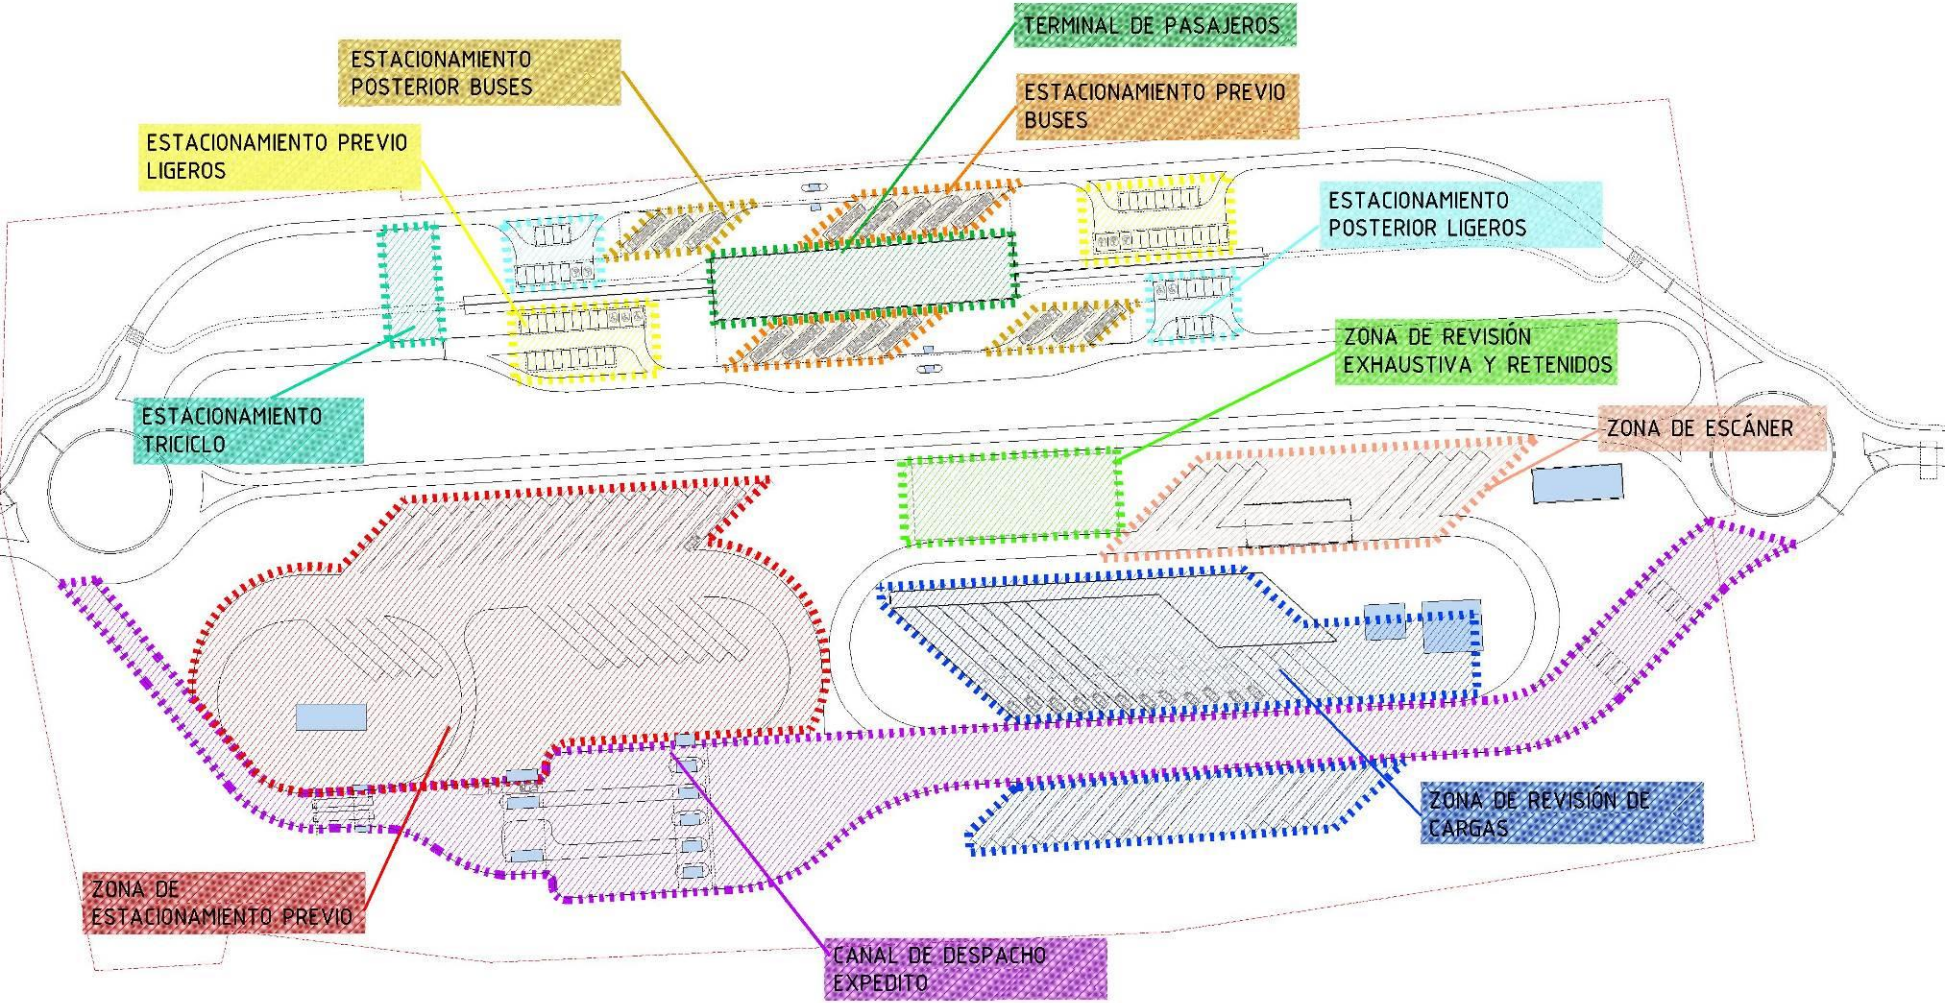 TERMINAL DE PASAJEROS
ESTACIONAMIENTO
POSTERIOR BUSES
ESTACIONAMIENTO PREVIO
BUSES
ESTACIONAMIENTO PREVIO
LIGEROS
ESTACIONAMIENTO
POSTERIOR LIGEROS
ZONA DE REVISIÓN
EXHAUSTIVA Y RETENIDOS
ESTACIONAMIENTO
TRICICLO
ZONA DE ESCÁNER
ZONA DE REVISIÓN DE
CARGAS
ZONA DE
ESTACIONAMIENTO PREVIO
CANAL DE DESPACHO
EXPEDITO